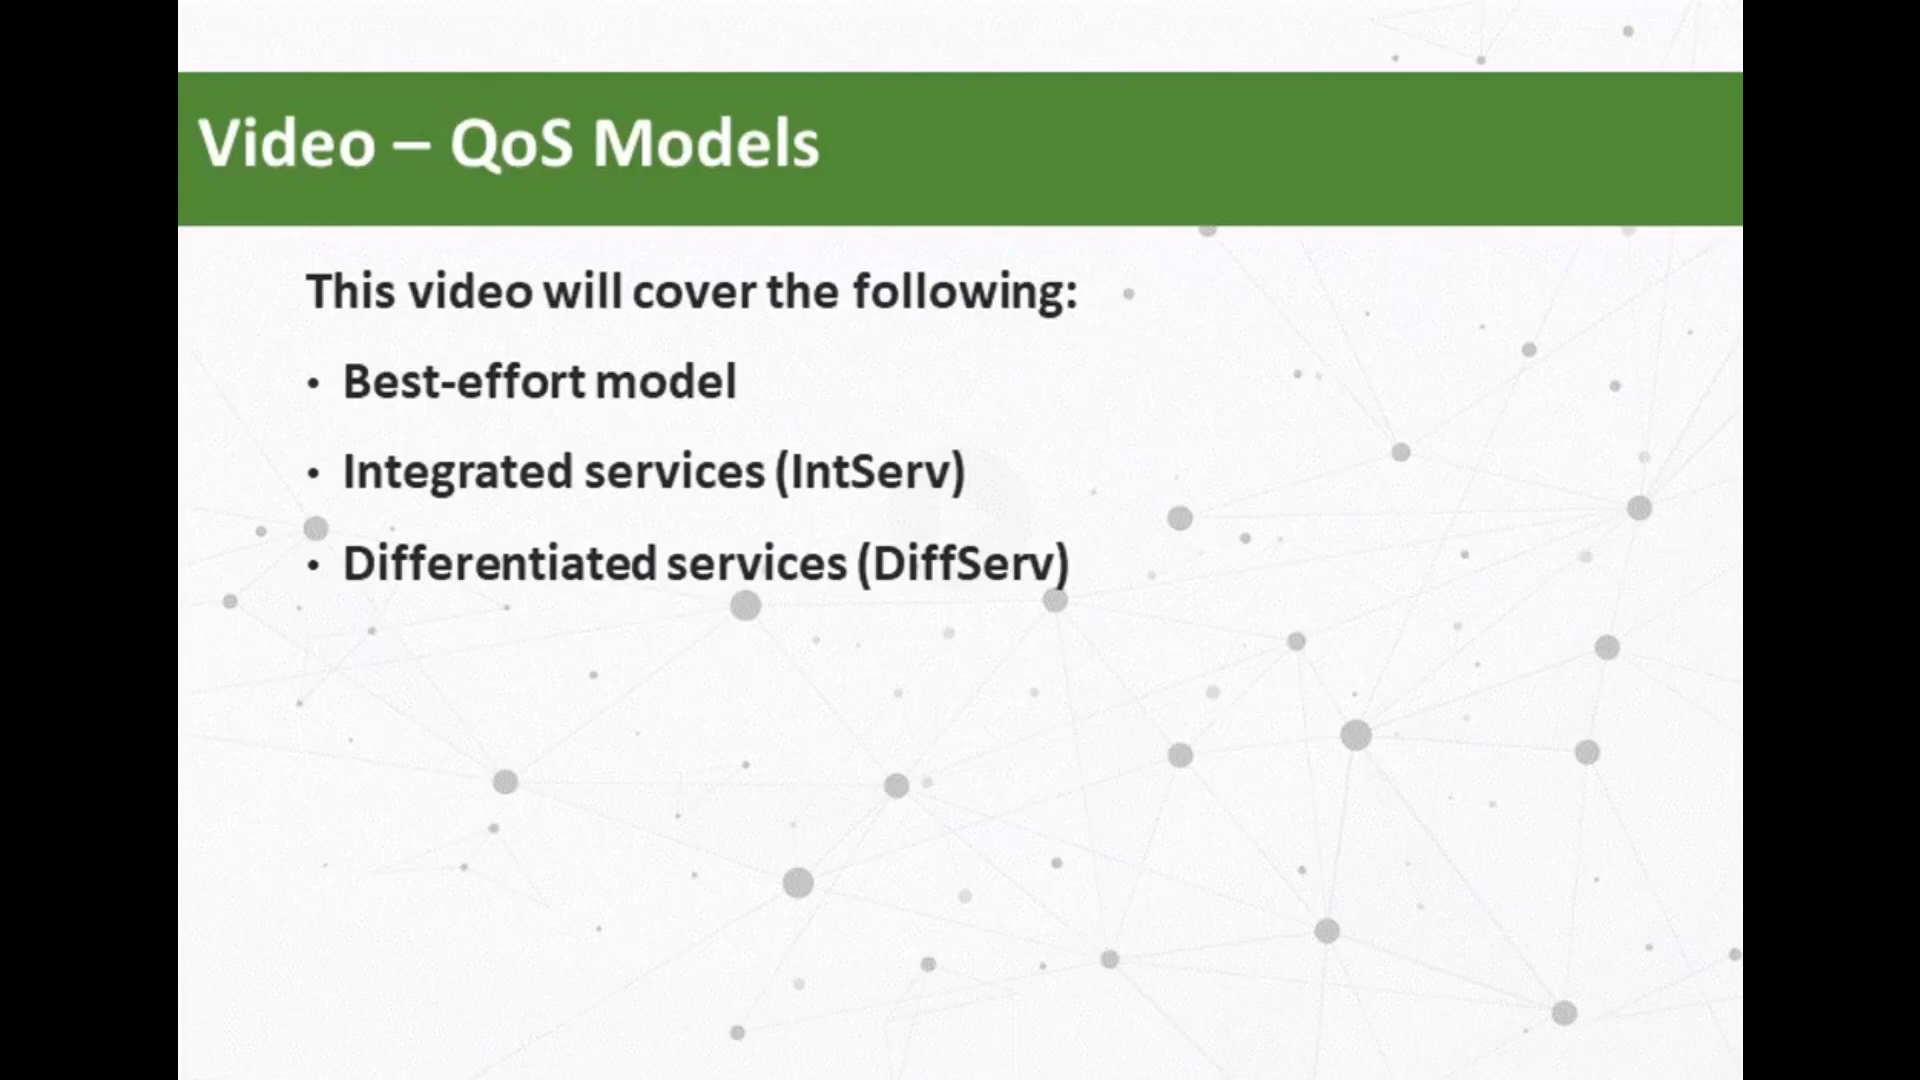 Video – QoS Models
This video will cover the following:
• Best-effort model
• Integrated services (IntServ)
• Differentiated services (DiffServ)